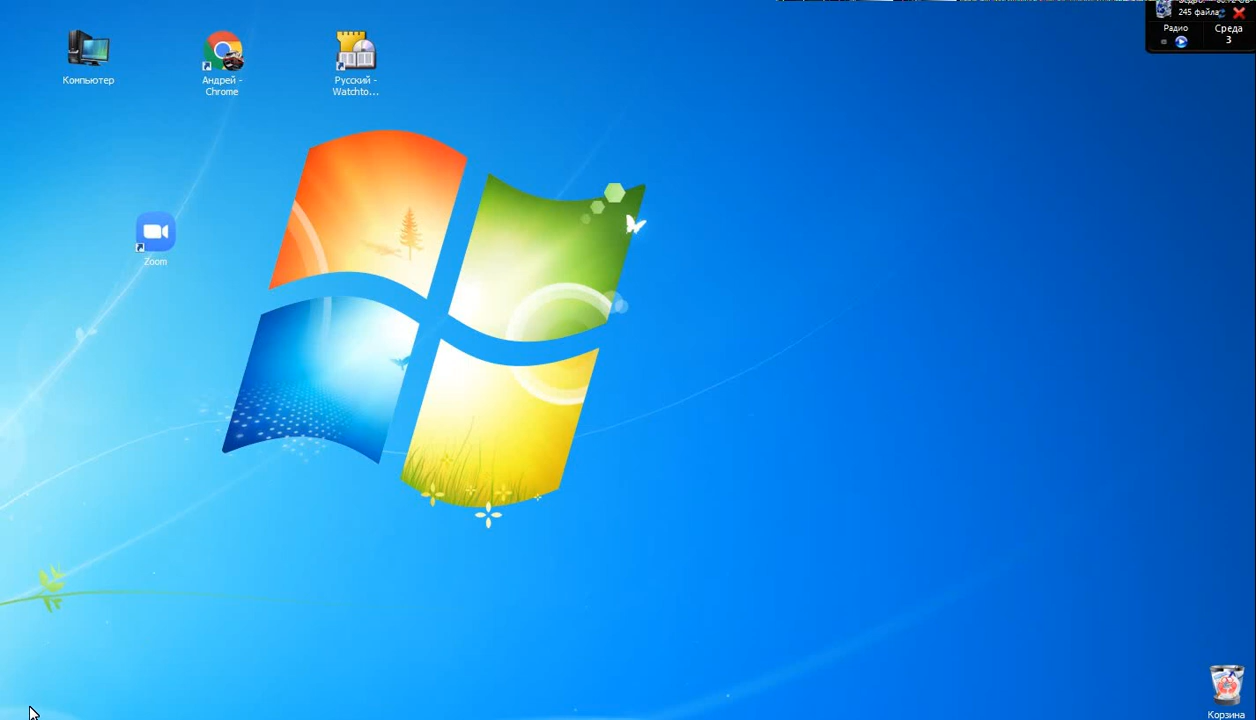 245 файла
Радио
Среда
3
Компьютер
Андрей -
Chrome
Русский -
Watchto...
Zoom
Корзина